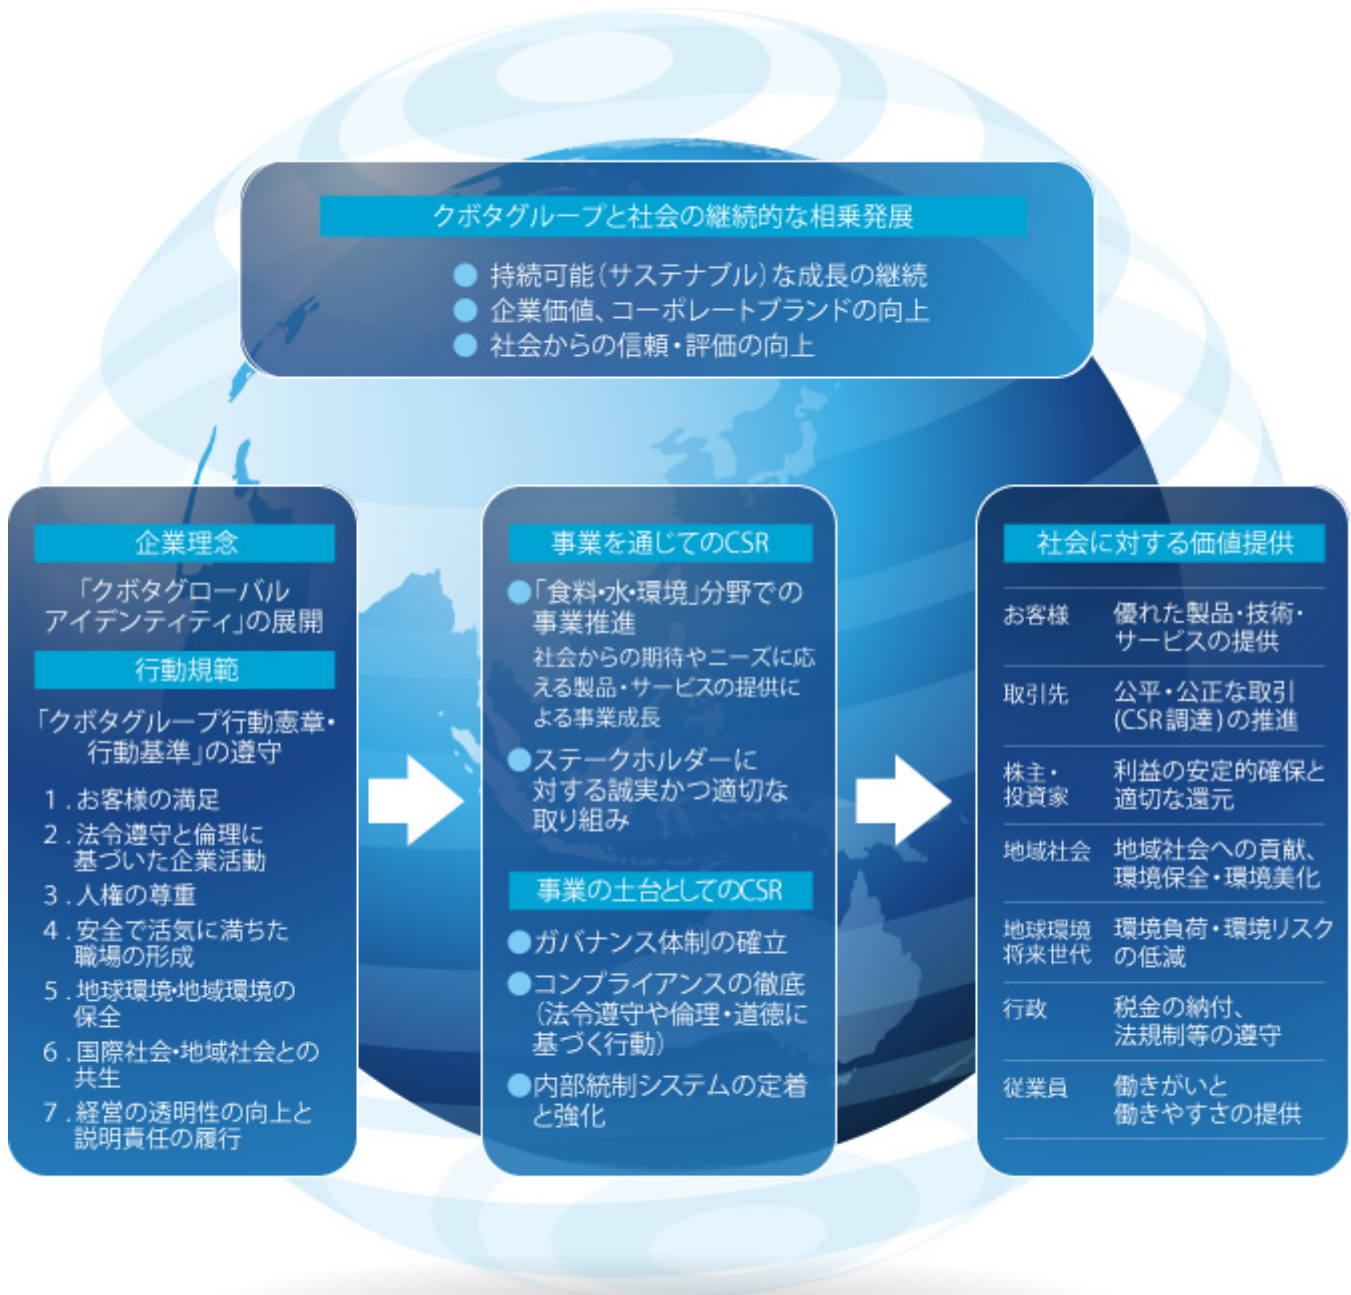 クボタグループと社会の継続的な相乗発展
● 持続可能(サステナブル)な成長の継続
● 企業価値、コーポレートブランドの向上
● 社会からの信頼・評価の向上
企業理念
「クボタグローバル
アイデンティティ」の展開
行動規範
「クボタグループ行動憲章・
行動基準」の遵守
1.お客様の満足
2.法令遵守と倫理に
基づいた企業活動
3.人権の尊重
4.安全で活気に満ちた
職場の形成
5.地球環境・地域環境の
保全
6.国際社会・地域社会との
共生
7.経営の透明性の向上と
説明責任の履行
事業を通じてのCSR
●「食料・水・環境」分野での
事業推進
社会からの期待やニーズに応
える製品・サービスの提供に
よる事業成長
●ステークホルダーに
対する誠実かつ適切な
取り組み
事業の土台としてのCSR
●ガバナンス体制の確立
●コンプライアンスの徹底
(法令遵守や倫理・道徳に
基づく行動)
●内部統制システムの定着
と強化
社会に対する価値提供
お客様 優れた製品・技術・
サービスの提供
取引先 公平・公正な取引
(CSR調達)の推進
株主・ 利益の安定的確保と
投資家 適切な還元
地域社会 地域社会への貢献、
環境保全・環境美化
地球環境 環境負荷・環境リスク
将来世代 の低減
行政 税金の納付、
法規制等の遵守
従業員 働きがいと
働きやすさの提供